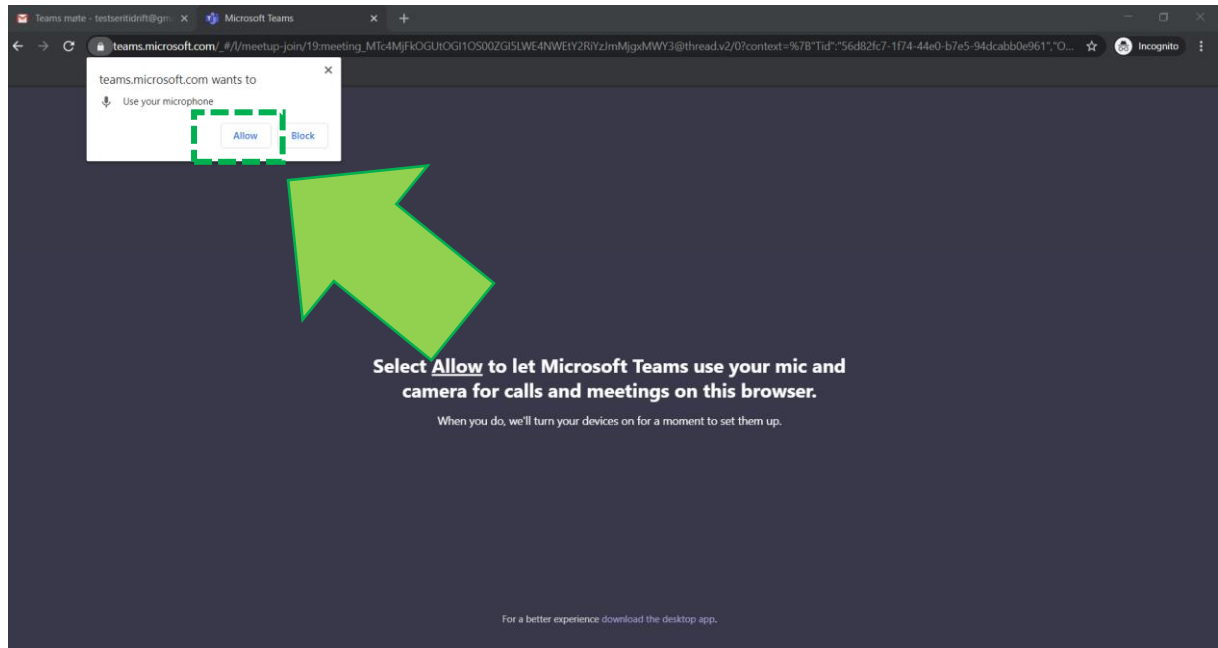 Teams møte - testseritidrift@gm
Microsoft Teams
teams.microsoft.com/_#/l/meetup-join/19:meeting_MTc4MjFkOGUtOGI1OS00ZGI5LWE4NWEtY2RiYzJmMjgxMWY3@thread.v2/0?context=%7B"Tid":"56d82fc7-1f74-44e0-b7e5-94dcabb0e961","O...
Incognito
teams.microsoft.com wants to
Use your microphone
Allow
Block
Select Allow to let Microsoft Teams use your mic and
camera for calls and meetings on this browser.
When you do, we'll turn your devices on for a moment to set them up.
For a better experience download the desktop app.